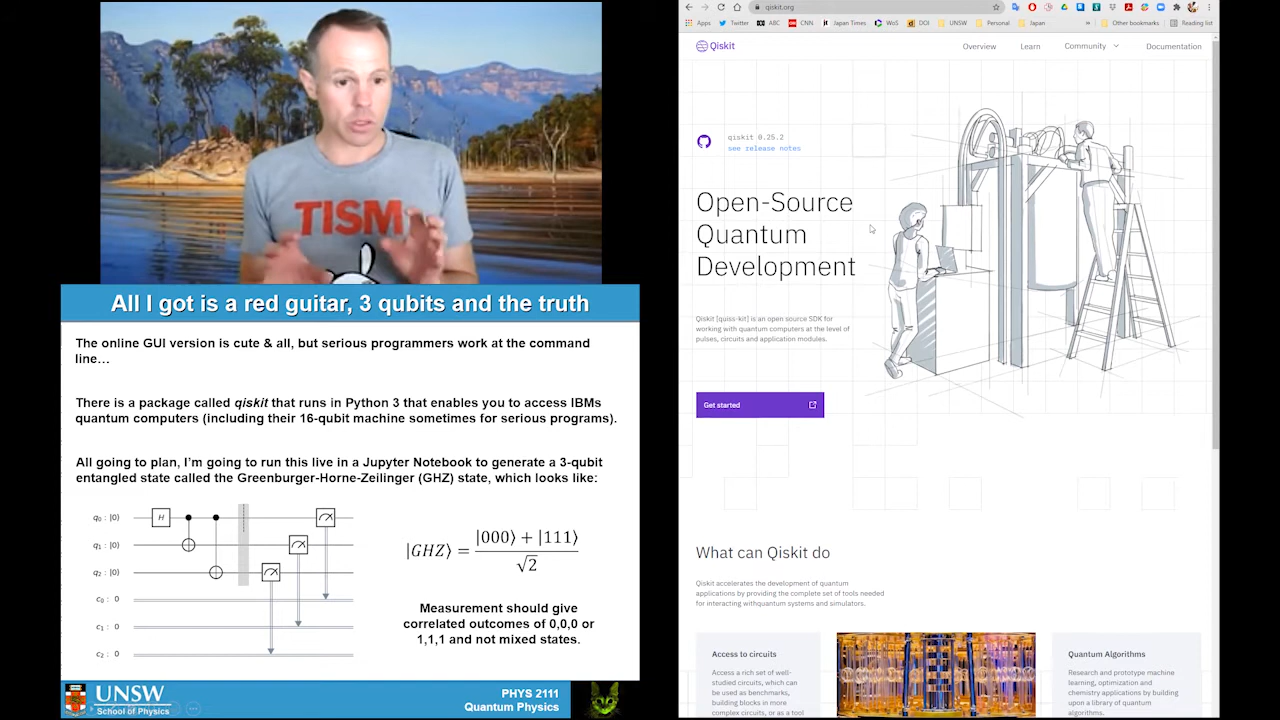 TISM
All I got is a red guitar, 3 qubits and the truth
The online GUI version is cute & all, but serious programmers work at the command
line…
There is a package called qiskit that runs in Python 3 that enables you to access IBMs
quantum computers (including their 16-qubit machine sometimes for serious programs).
All going to plan, I'm going to run this live in a Jupyter Notebook to generate a 3-qubit
entangled state called the Greenburger-Horne-Zeilinger (GHZ) state, which looks like:
q0 : |0⟩
H
q1 : |0⟩
q2 : |0⟩
c0 : 0
c1 : 0
c2 : 0
|GHZ⟩ = |000⟩ + |111⟩
√2
Measurement should give
correlated outcomes of 0,0,0 or
1,1,1 and not mixed states.
UNSW
School of Physics
PHYS 2111
Quantum Physics
qiskit.org
Apps Twitter ABC CNN Japan Times WoS DOI UNSW Personal Japan » Other bookmarks Reading list
Qiskit
Overview Learn Community Documentation
qiskit 0.25.2
see release notes
Open-Source
Quantum
Development
Qiskit [quiss-kit] is an open source SDK for
working with quantum computers at the level of
pulses, circuits and application modules.
Get started
What can Qiskit do
Qiskit accelerates the development of quantum
applications by providing the complete set of tools needed
for interacting withquantum systems and simulators.
Access to circuits
Access a rich set of well-
studied circuits, which can
be used as benchmarks,
building blocks in more
complex circuits, or as a tool
Quantum Algorithms
Research and prototype machine
learning, optimization and
chemistry applications by building
upon a library of quantum
algorithms.